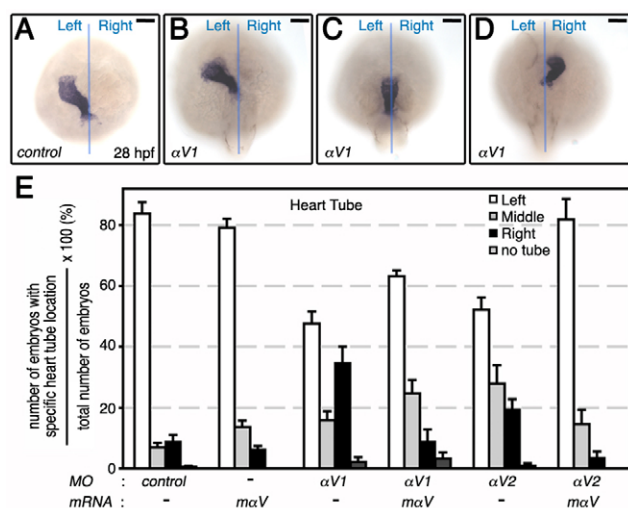 A
Left Right
control
28 hpf
B
Left Right
αV1
C
Left Right
αV1
D
Left Right
αV1
E
Heart Tube
Left
Middle
Right
no tube
number of embryos with
specific heart tube location
total number of embryos
x 100 (%)
80
60
40
20
0
MO : control - αV1 αV1 αV2 αV2
mRNA : - mαV - mαV - mαV